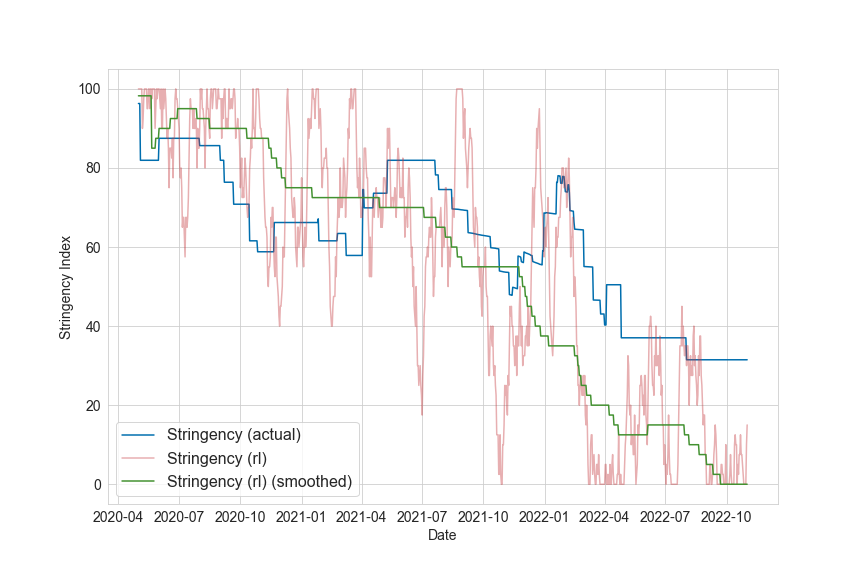 100
80
60
40
20
0
Stringency Index
Stringency (actual)
Stringency (rl)
Stringency (rl) (smoothed)
2020-04 2020-07 2020-10 2021-01 2021-04 2021-07 2021-10 2022-01 2022-04 2022-07 2022-10
Date